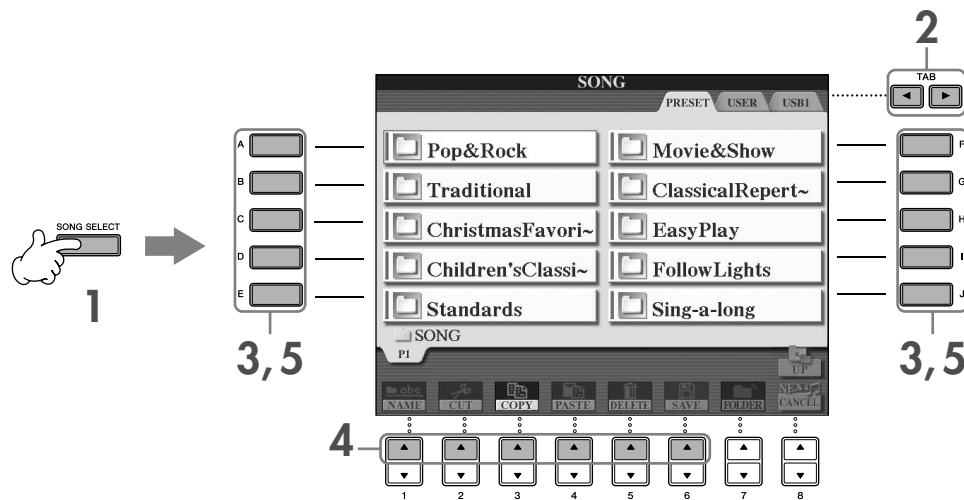 2
TAB
SONG
PRESET USER USB1
A Pop&Rock Movie&Show F
B Traditional ClassicalRepert~ G
SONG SELECT
C ChristmasFavori~ EasyPlay H
D Children'sClassi~ FollowLights I
E Standards Sing-a-long J
1
SONG
3, 5
P1
UP
3, 5
abc
NEXT
NAME CUT COPY PASTE DELETE SAVE FOLDER CANCEL
4
1 2 3 4 5 6 7 8